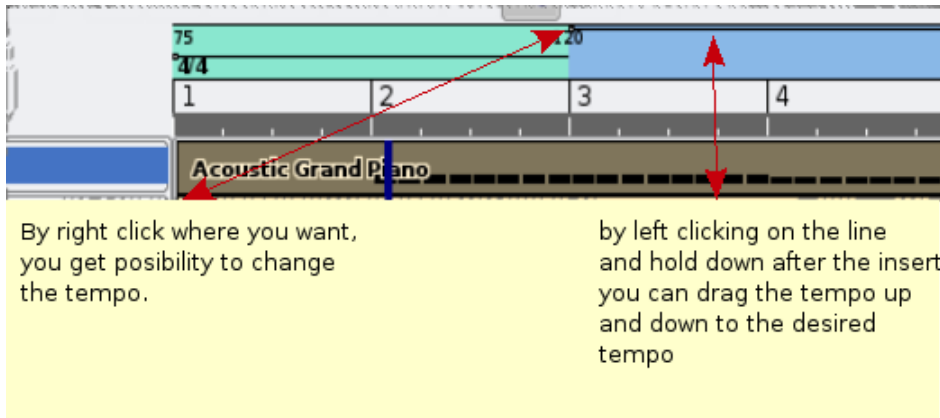 75
120
4/4
1 2 3 4
Acoustic Grand Piano
By right click where you want,
you get posibility to change
the tempo.
by left clicking on the line
and hold down after the insert
you can drag the tempo up
and down to the desired
tempo